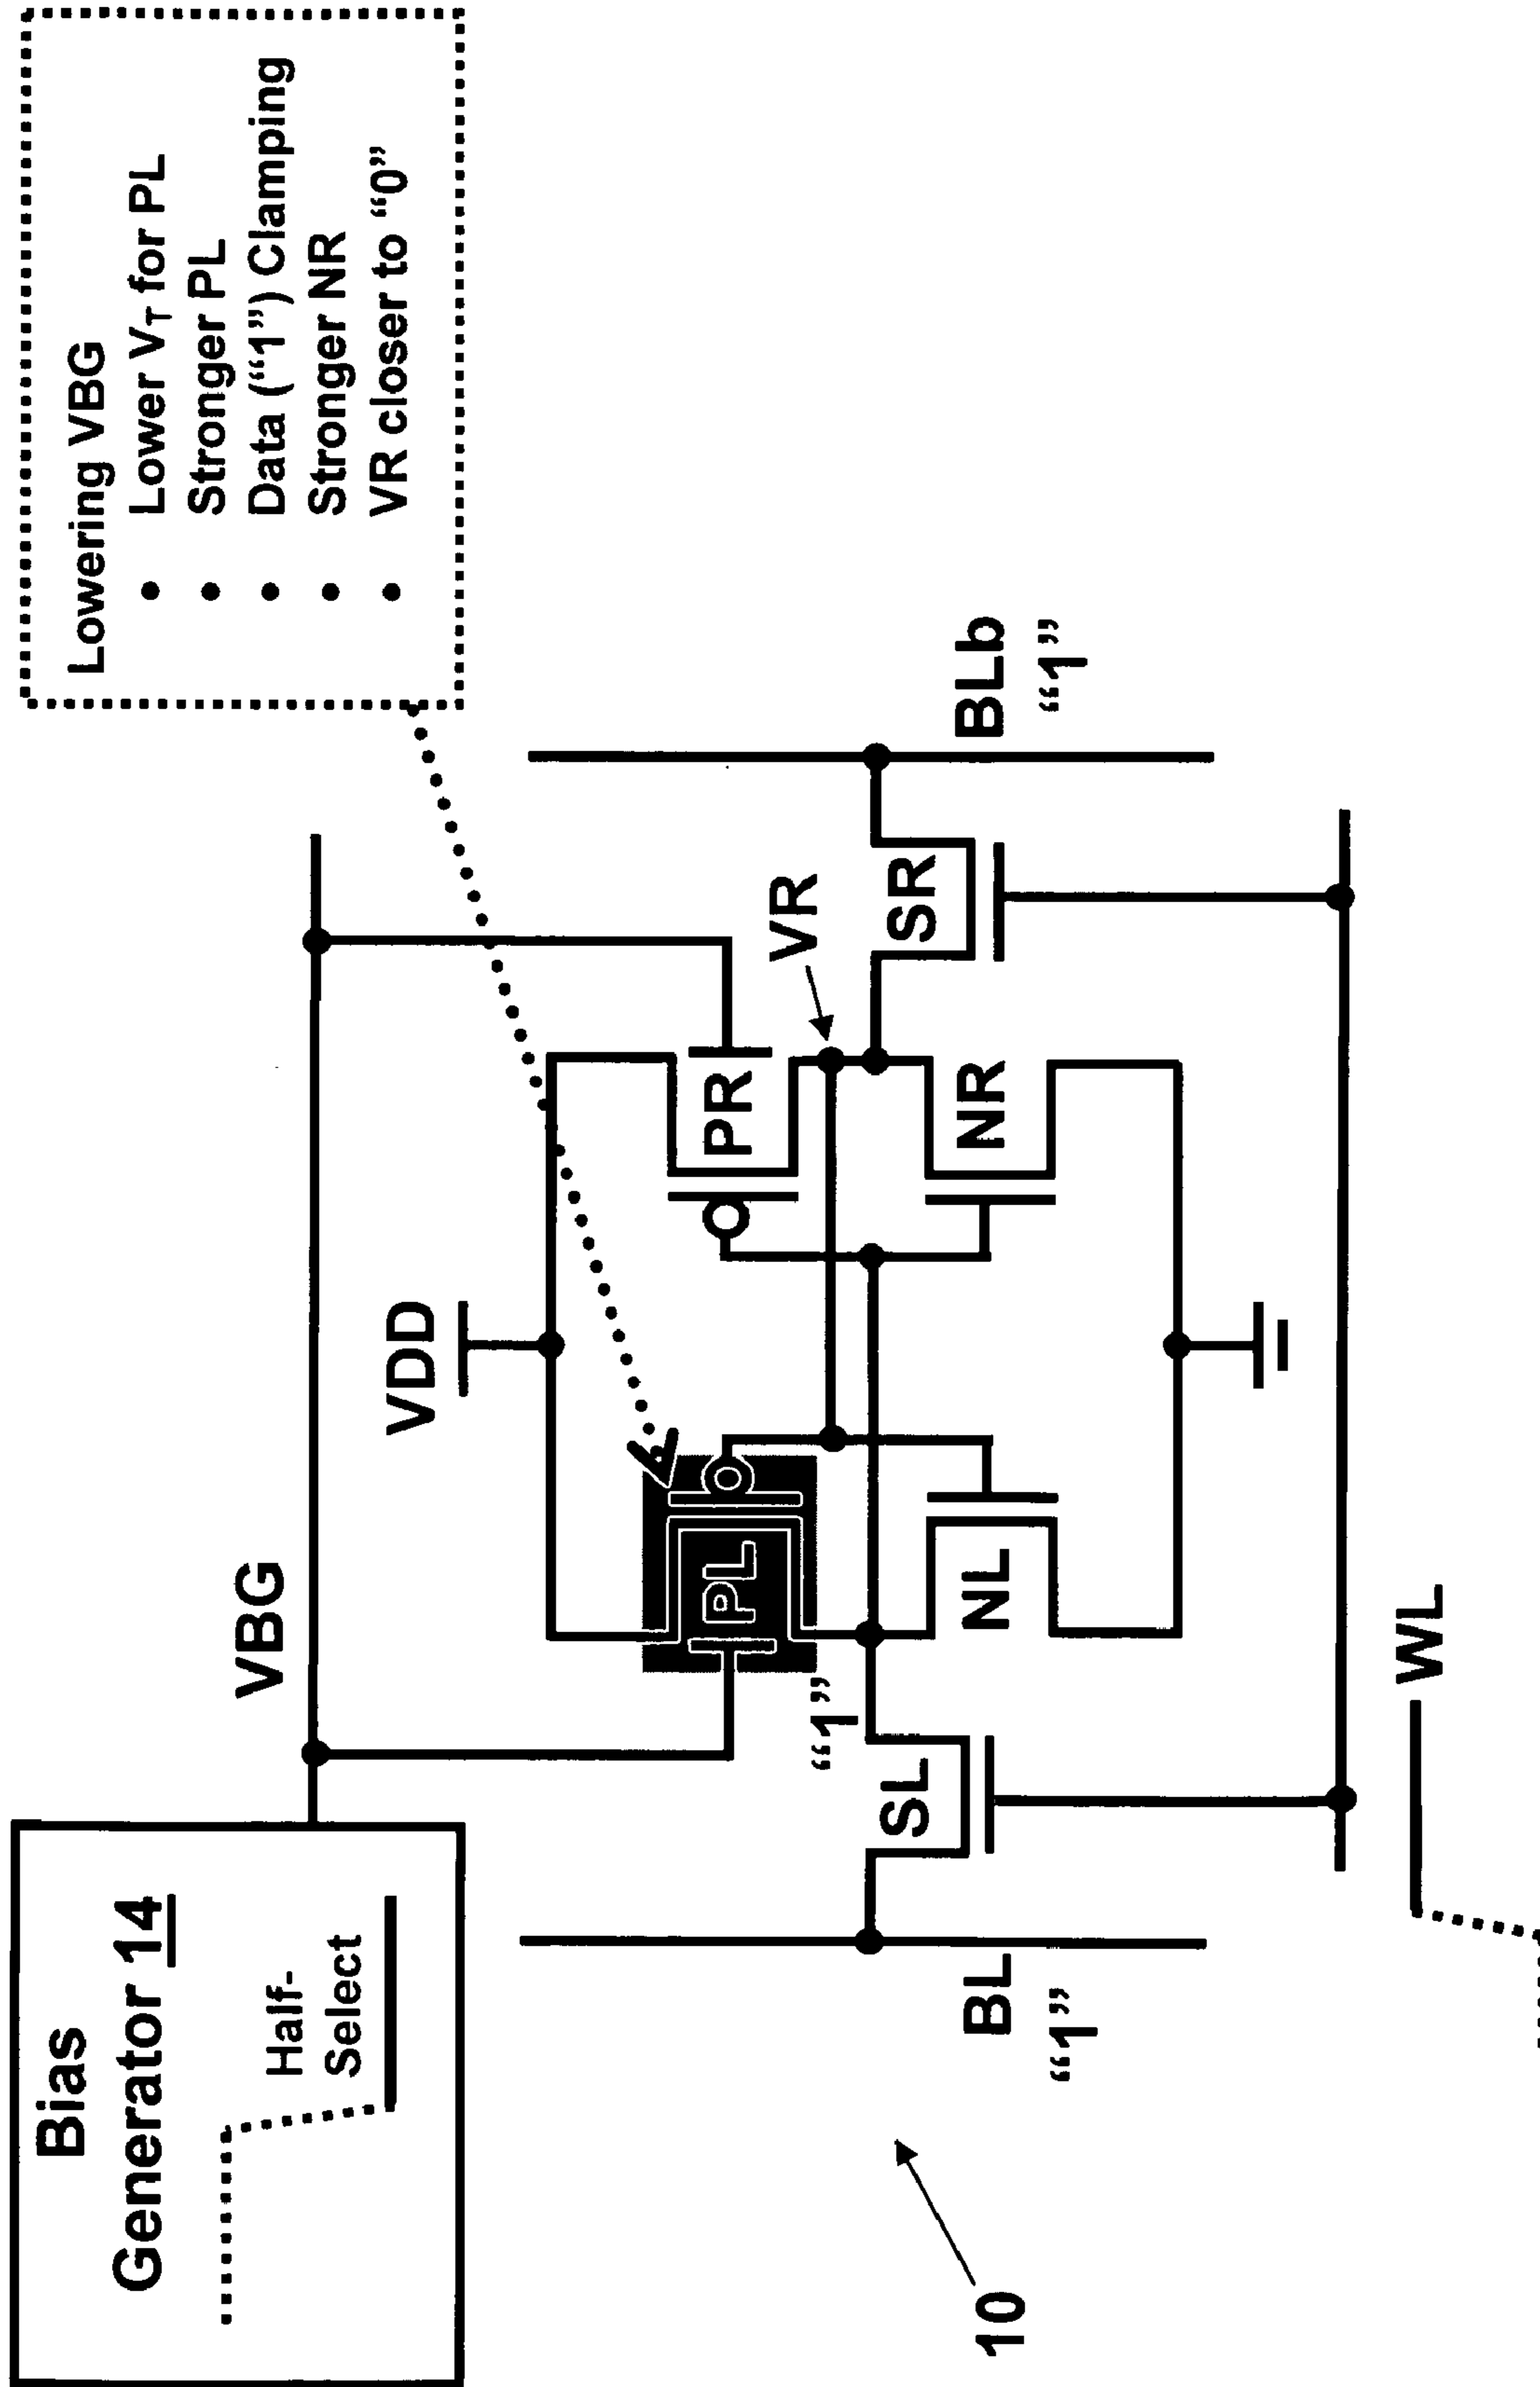 Bias
Generator 14
Half-
Select
VBG
VDD
Lowering VBG
• Lower VT for PL
• Stronger PL
• Data (“1”) Clamping
• Stronger NR
• VR closer to “0”
PL
PR
VR
“1”
SL
SR
NL
NR
BL
“1”
BLb
“1”
WL
10